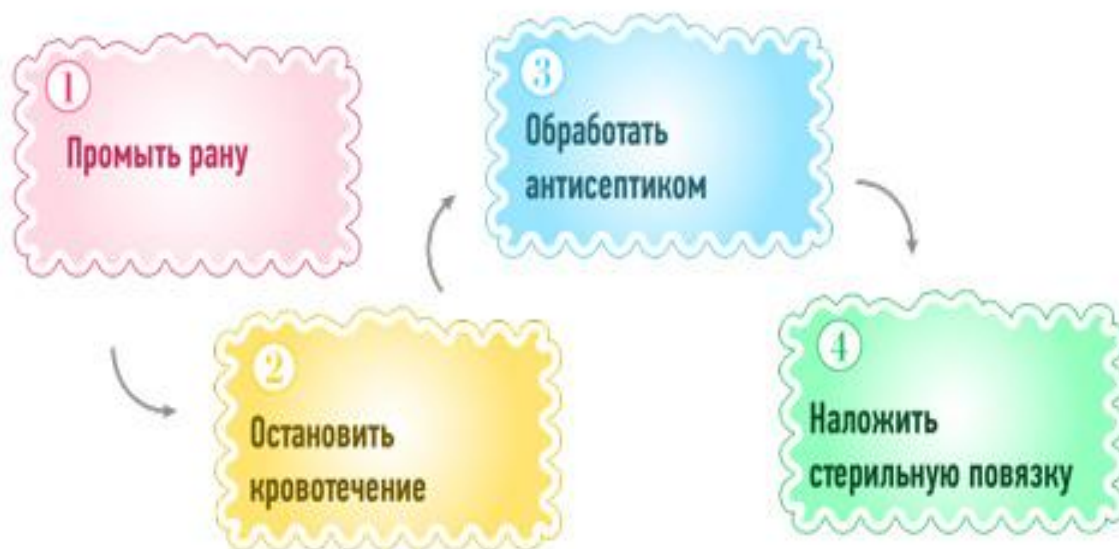 1
Промыть рану
2
Остановить
кровотечение
3
Обработать
антисептиком
4
Наложить
стерильную повязку